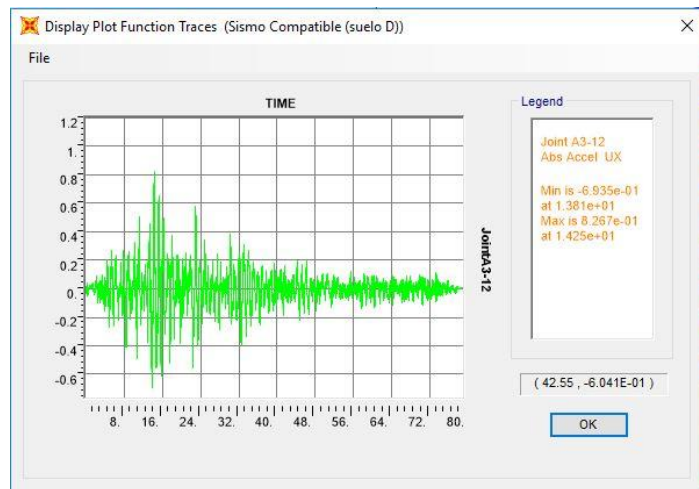 Display Plot Function Traces (Sismo Compatible (suelo D))
File
TIME
1.2
1.
0.8
0.6
0.4
0.2
0.
-0.2
-0.4
-0.6
8. 16. 24. 32. 40. 48. 56. 64. 72. 80.
JointA3-12
Legend
Joint A3-12
Abs Accel UX
Min is -6.935e-01
at 1.381e+01
Max is 8.267e-01
at 1.425e+01
( 42.55 , -6.041E-01 )
OK